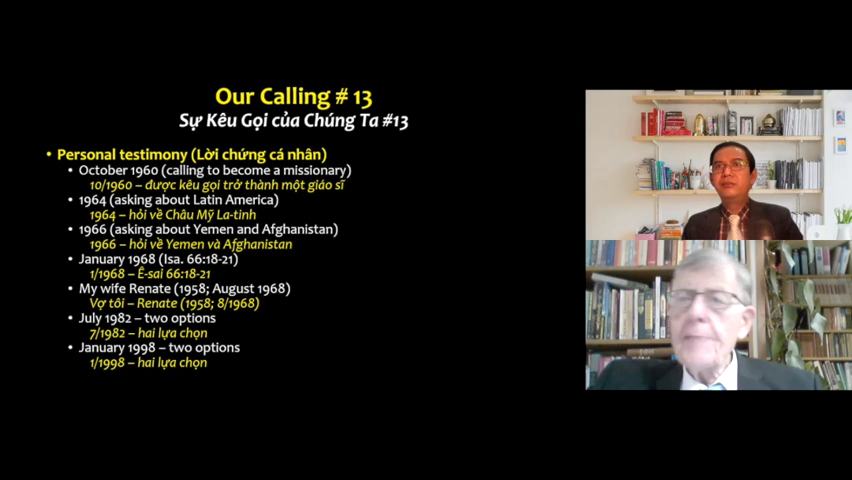 Our Calling # 13
Sự Kêu Gọi của Chúng Ta #13
• Personal testimony (Lời chứng cá nhân)
• October 1960 (calling to become a missionary)
10/1960 – được kêu gọi trở thành một giáo sĩ
• 1964 (asking about Latin America)
1964 – hỏi về Châu Mỹ La-tinh
• 1966 (asking about Yemen and Afghanistan)
1966 – hỏi về Yemen và Afghanistan
• January 1968 (Isa. 66:18-21)
1/1968 – Ê-sai 66:18-21
• My wife Renate (1958; August 1968)
Vợ tôi – Renate (1958; 8/1968)
• July 1982 – two options
7/1982 – hai lựa chọn
• January 1998 – two options
1/1998 – hai lựa chọn